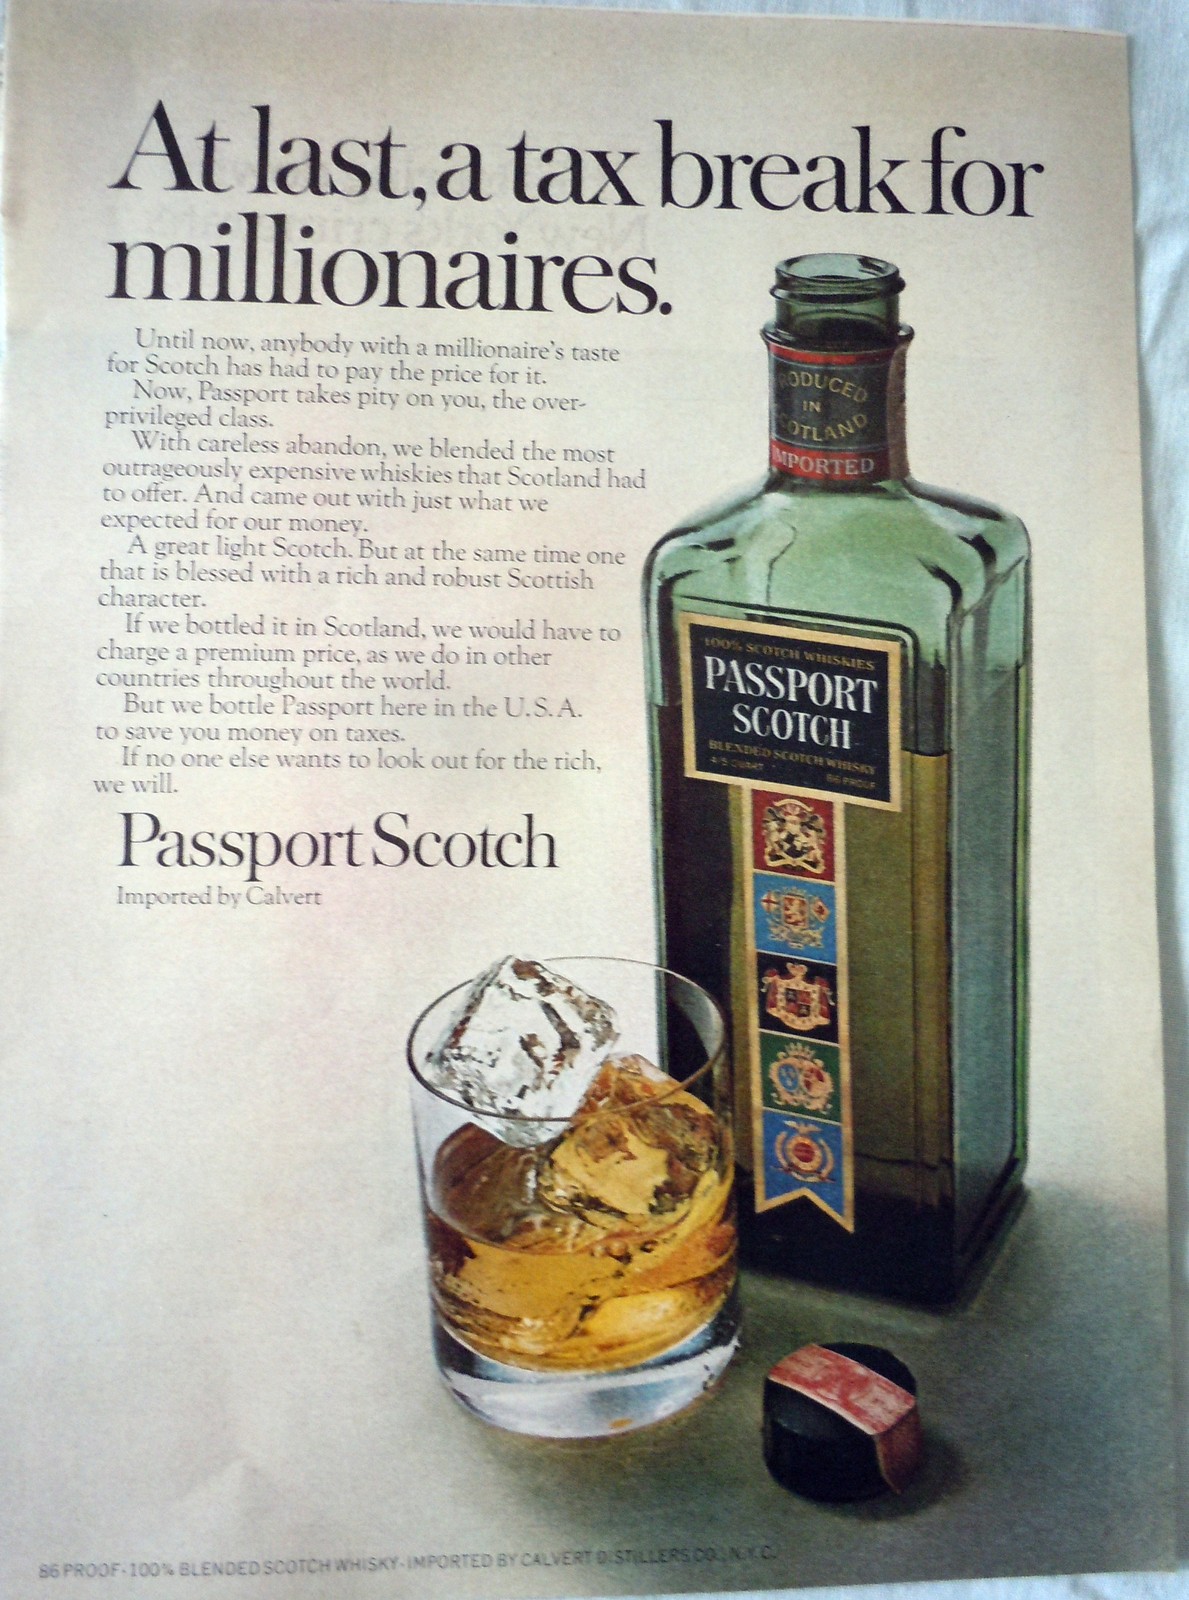 At last, a tax break for
millionaires.
Until now, anybody with a millionaire's taste
for Scotch has had to pay the price for it.
Now, Passport takes pity on you, the over-
privileged class.
With careless abandon, we blended the most
outrageously expensive whiskies that Scotland had
to offer. And came out with just what we
expected for our money.
A great light Scotch. But at the same time one
that is blessed with a rich and robust Scottish
character.
If we bottled it in Scotland, we would have to
charge a premium price, as we do in other
countries throughout the world.
But we bottle Passport here in the U.S.A.
to save you money on taxes.
If no one else wants to look out for the rich,
we will.
Passport Scotch
Imported by Calvert
RODUCED
IN
COTLAND
IMPORTED
100% SCOTCH WHISKIES
PASSPORT
SCOTCH
BLENDED SCOTCH WHISKY
4/5 QUART 86 PROOF
86 PROOF·100% BLENDED SCOTCH WHISKY·IMPORTED BY CALVERT DISTILLERS CO., N.Y.C.